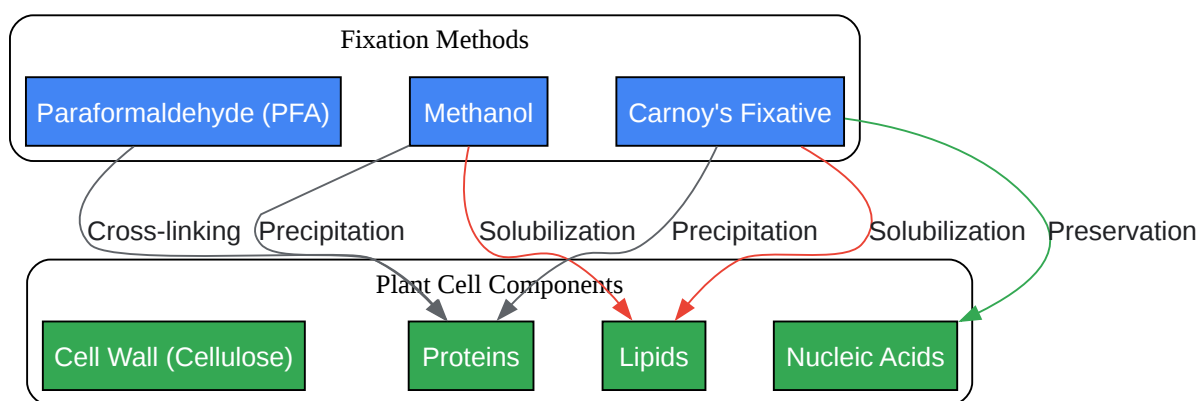 Fixation Methods
Paraformaldehyde (PFA)
Methanol
Carnoy's Fixative
Cross-linking
Precipitation
Solubilization
Precipitation
Solubilization
Preservation
Plant Cell Components
Cell Wall (Cellulose)
Proteins
Lipids
Nucleic Acids